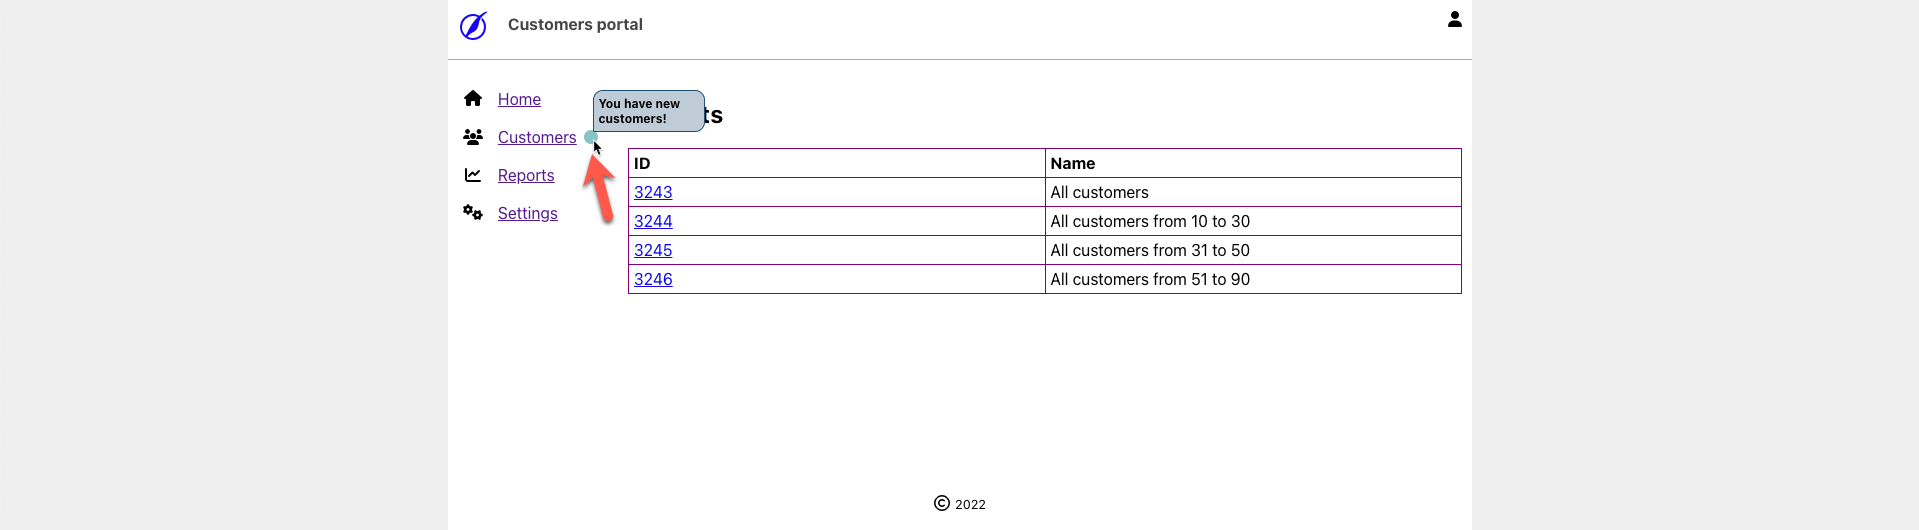 Customers portal
Home
You have new
customers!
ts
Customers
Reports
Settings
ID Name
3243 All customers
3244 All customers from 10 to 30
3245 All customers from 31 to 50
3246 All customers from 51 to 90
© 2022